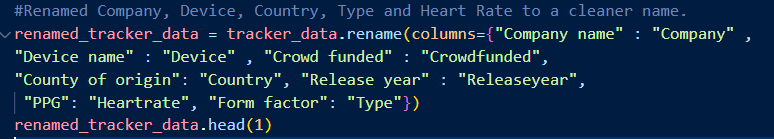 #Renamed Company, Device, Country, Type and Heart Rate to a cleaner name.
renamed_tracker_data = tracker_data.rename(columns={"Company name" : "Company" ,
"Device name" : "Device" , "Crowd funded" : "Crowdfunded",
"County of origin": "Country", "Release year" : "Releaseyear",
"PPG": "Heartrate", "Form factor": "Type"})
renamed_tracker_data.head(1)